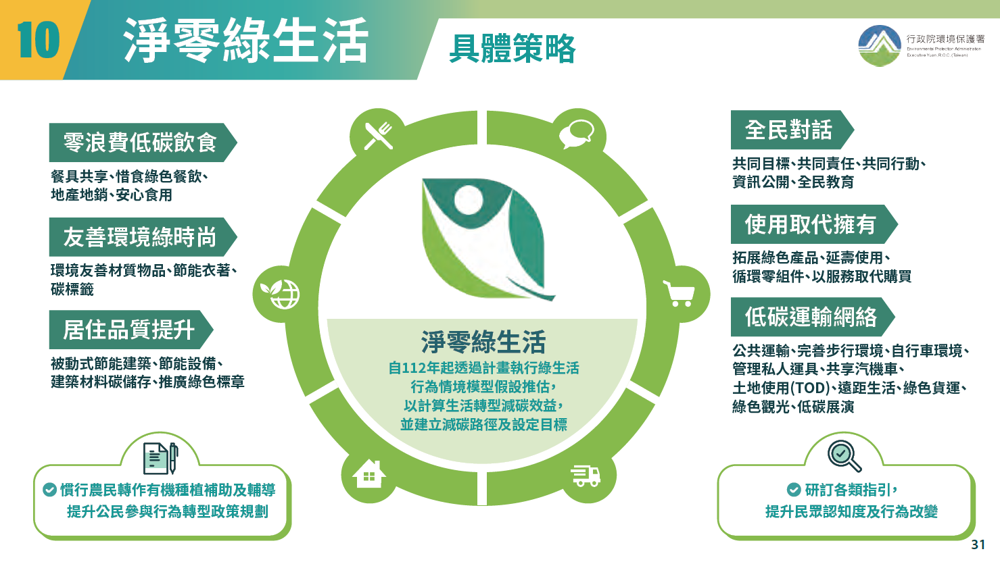 10
淨零綠生活
具體策略
行政院環境保護署
Environmental Protection Administration
Executive Yuan, R.O.C.(Taiwan)
零浪費低碳飲食
餐具共享、惜食綠色餐飲、
地產地銷、安心食用
友善環境綠時尚
環境友善材質物品、節能衣著、
碳標籤
居住品質提升
被動式節能建築、節能設備、
建築材料碳儲存、推廣綠色標章
淨零綠生活
自112年起透過計畫執行綠生活
行為情境模型假設推估，
以計算生活轉型減碳效益，
並建立減碳路徑及設定目標
全民對話
共同目標、共同責任、共同行動、
資訊公開、全民教育
使用取代擁有
拓展綠色產品、延壽使用、
循環零組件、以服務取代購買
低碳運輸網絡
公共運輸、完善步行環境、自行車環境、
管理私人運具、共享汽機車、
土地使用(TOD)、遠距生活、綠色貨運、
綠色觀光、低碳展演
慣行農民轉作有機種植補助及輔導
提升公民參與行為轉型政策規劃
研訂各類指引，
提升民眾認知度及行為改變
31